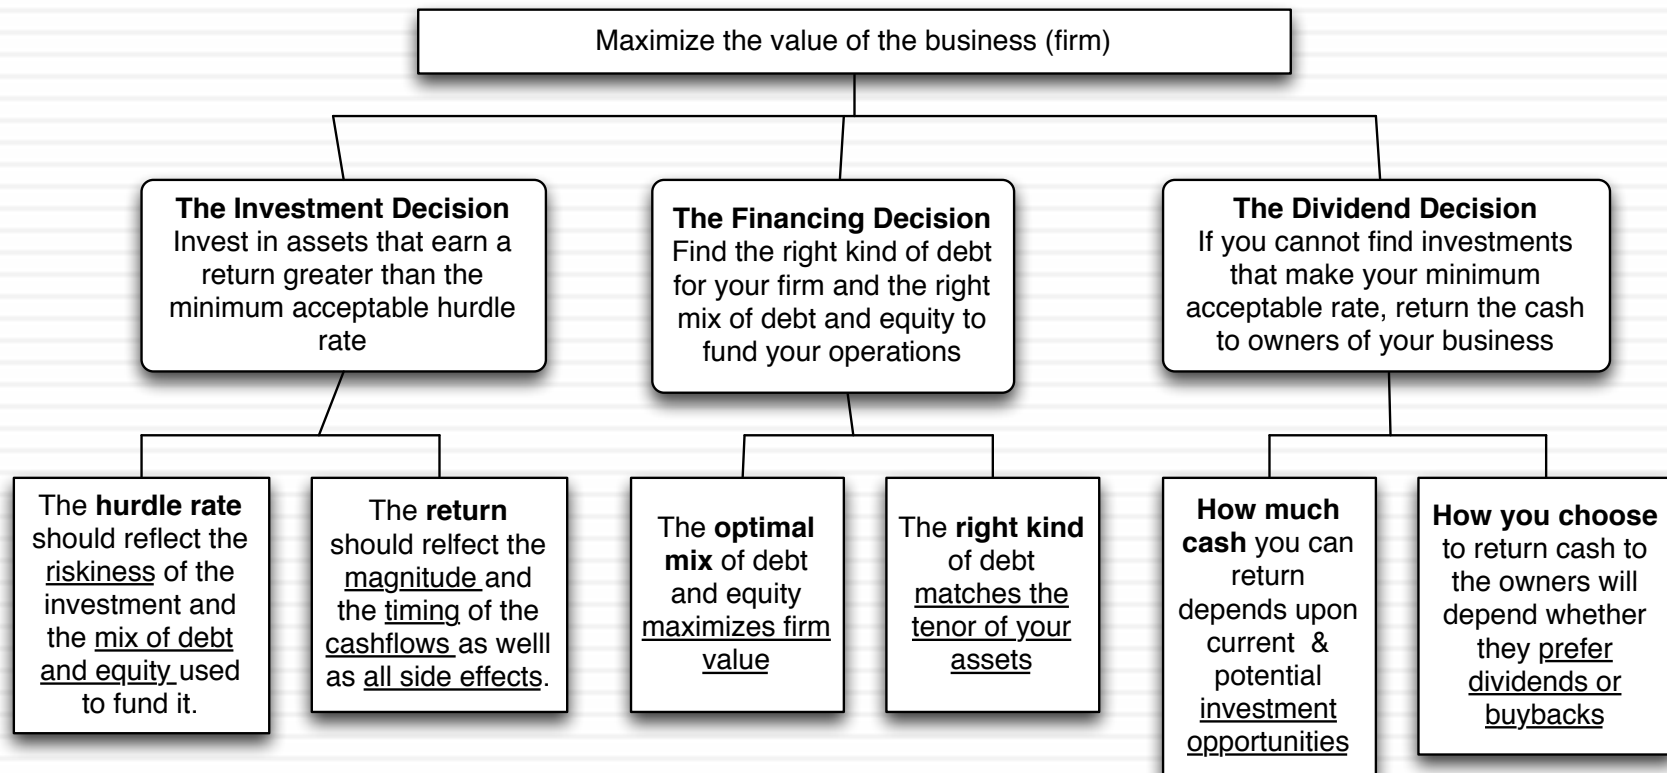 Maximize the value of the business (firm)
The Investment Decision
Invest in assets that earn a
return greater than the
minimum acceptable hurdle
rate
The Financing Decision
Find the right kind of debt
for your firm and the right
mix of debt and equity to
fund your operations
The Dividend Decision
If you cannot find investments
that make your minimum
acceptable rate, return the cash
to owners of your business
The hurdle rate
should reflect the
riskiness of the
investment and
the mix of debt
and equity used
to fund it.
The return
should relfect the
magnitude and
the timing of the
cashflows as welll
as all side effects.
The optimal
mix of debt
and equity
maximizes firm
value
The right kind
of debt
matches the
tenor of your
assets
How much
cash you can
return
depends upon
current &
potential
investment
opportunities
How you choose
to return cash to
the owners will
depend whether
they prefer
dividends or
buybacks